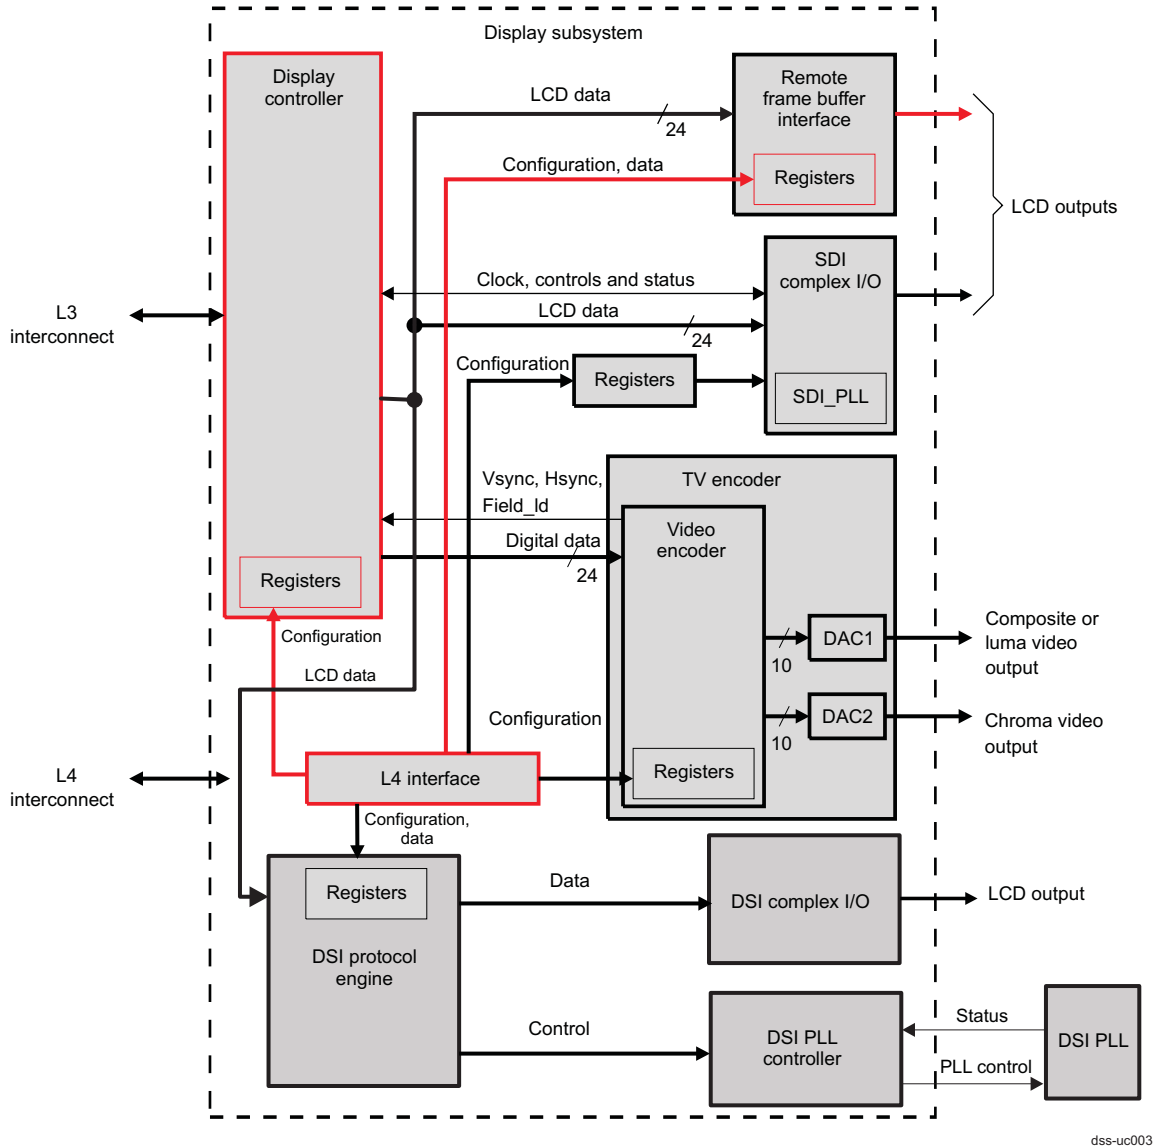 Display subsystem
Display
controller
LCD data
24
Remote
frame buffer
interface
Configuration, data
Registers
LCD outputs
SDI
complex I/O
Clock, controls and status
L3
interconnect
LCD data
24
Configuration
Registers
SDI_PLL
Vsync, Hsync,
Field_Id
TV encoder
Video
encoder
Digital data
24
Registers
Configuration
LCD data
10
DAC1
Composite or
luma video
output
Configuration
10
DAC2
Chroma video
output
L4
interconnect
L4 interface
Registers
Configuration,
data
Registers
DSI protocol
engine
Data
DSI complex I/O
LCD output
Control
DSI PLL
controller
Status
PLL control
DSI PLL
dss-uc003